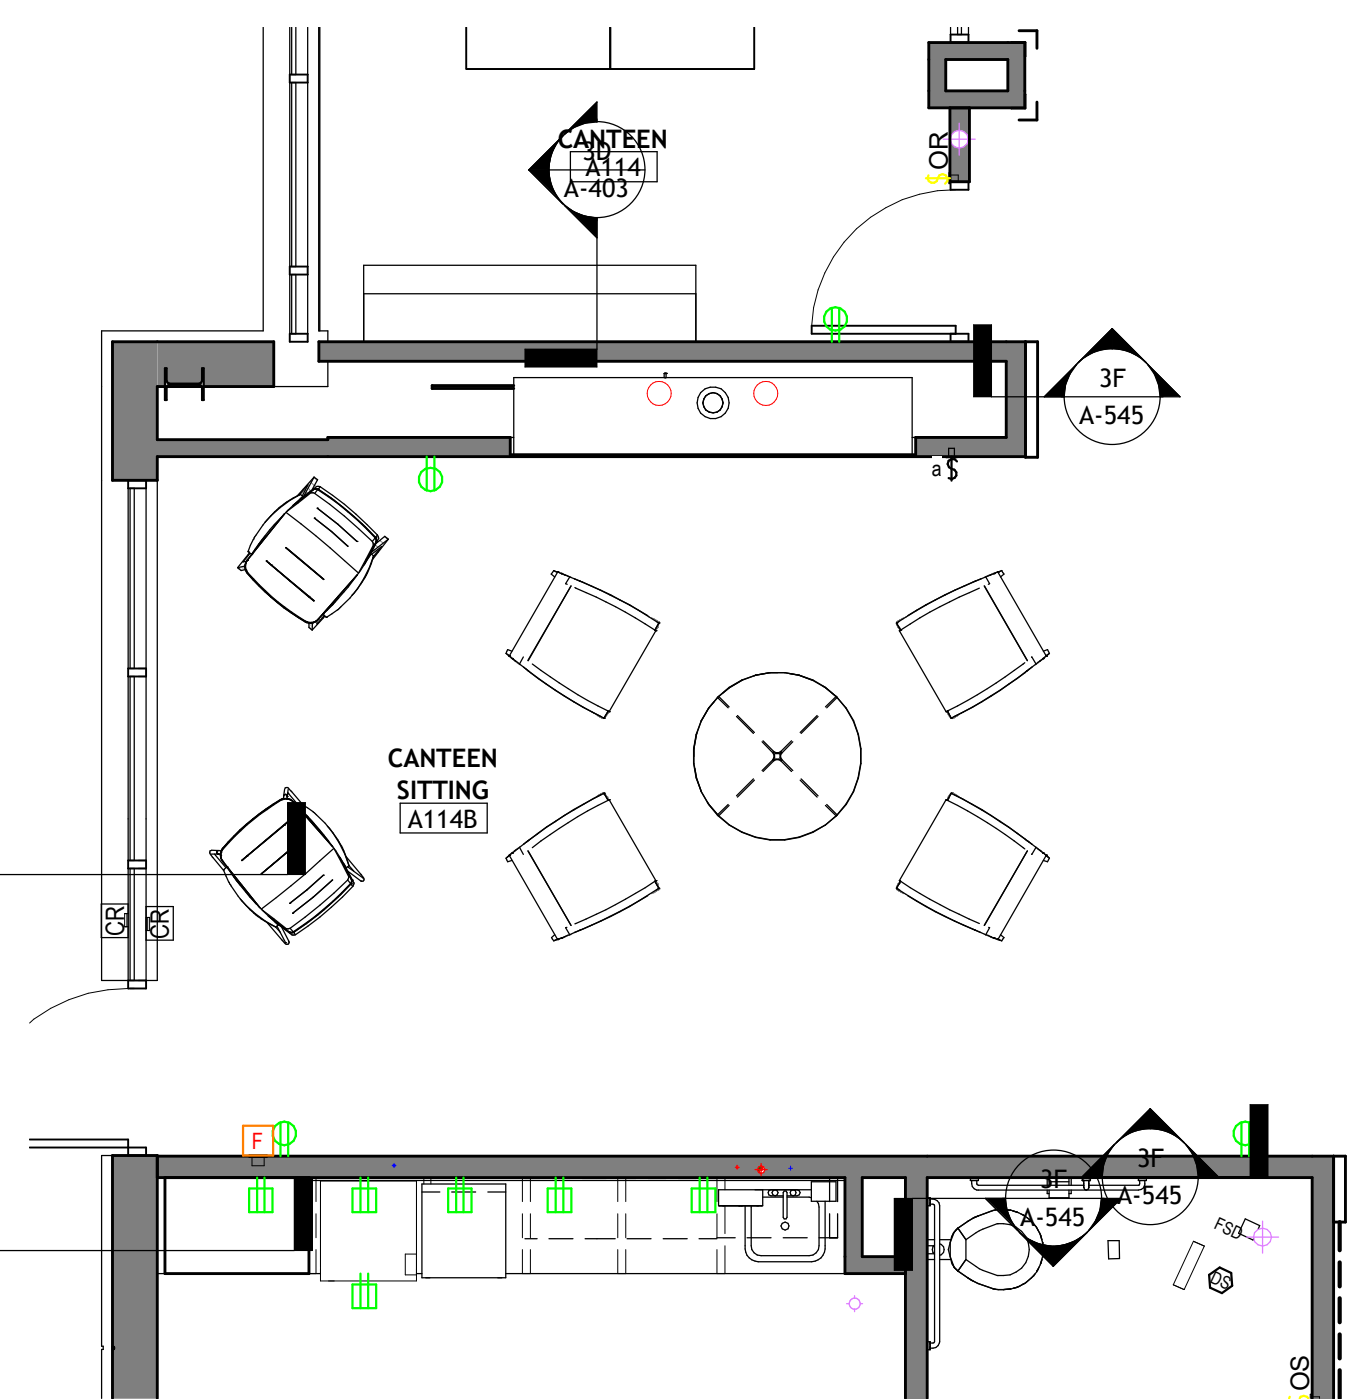 CANTEEN
3D
A114
A-403
$ OR
3F
A-545
a $
CANTEEN
SITTING
A114B
CR
CR
F
3F
A-545
3F
A-545
FSD
DS
OS